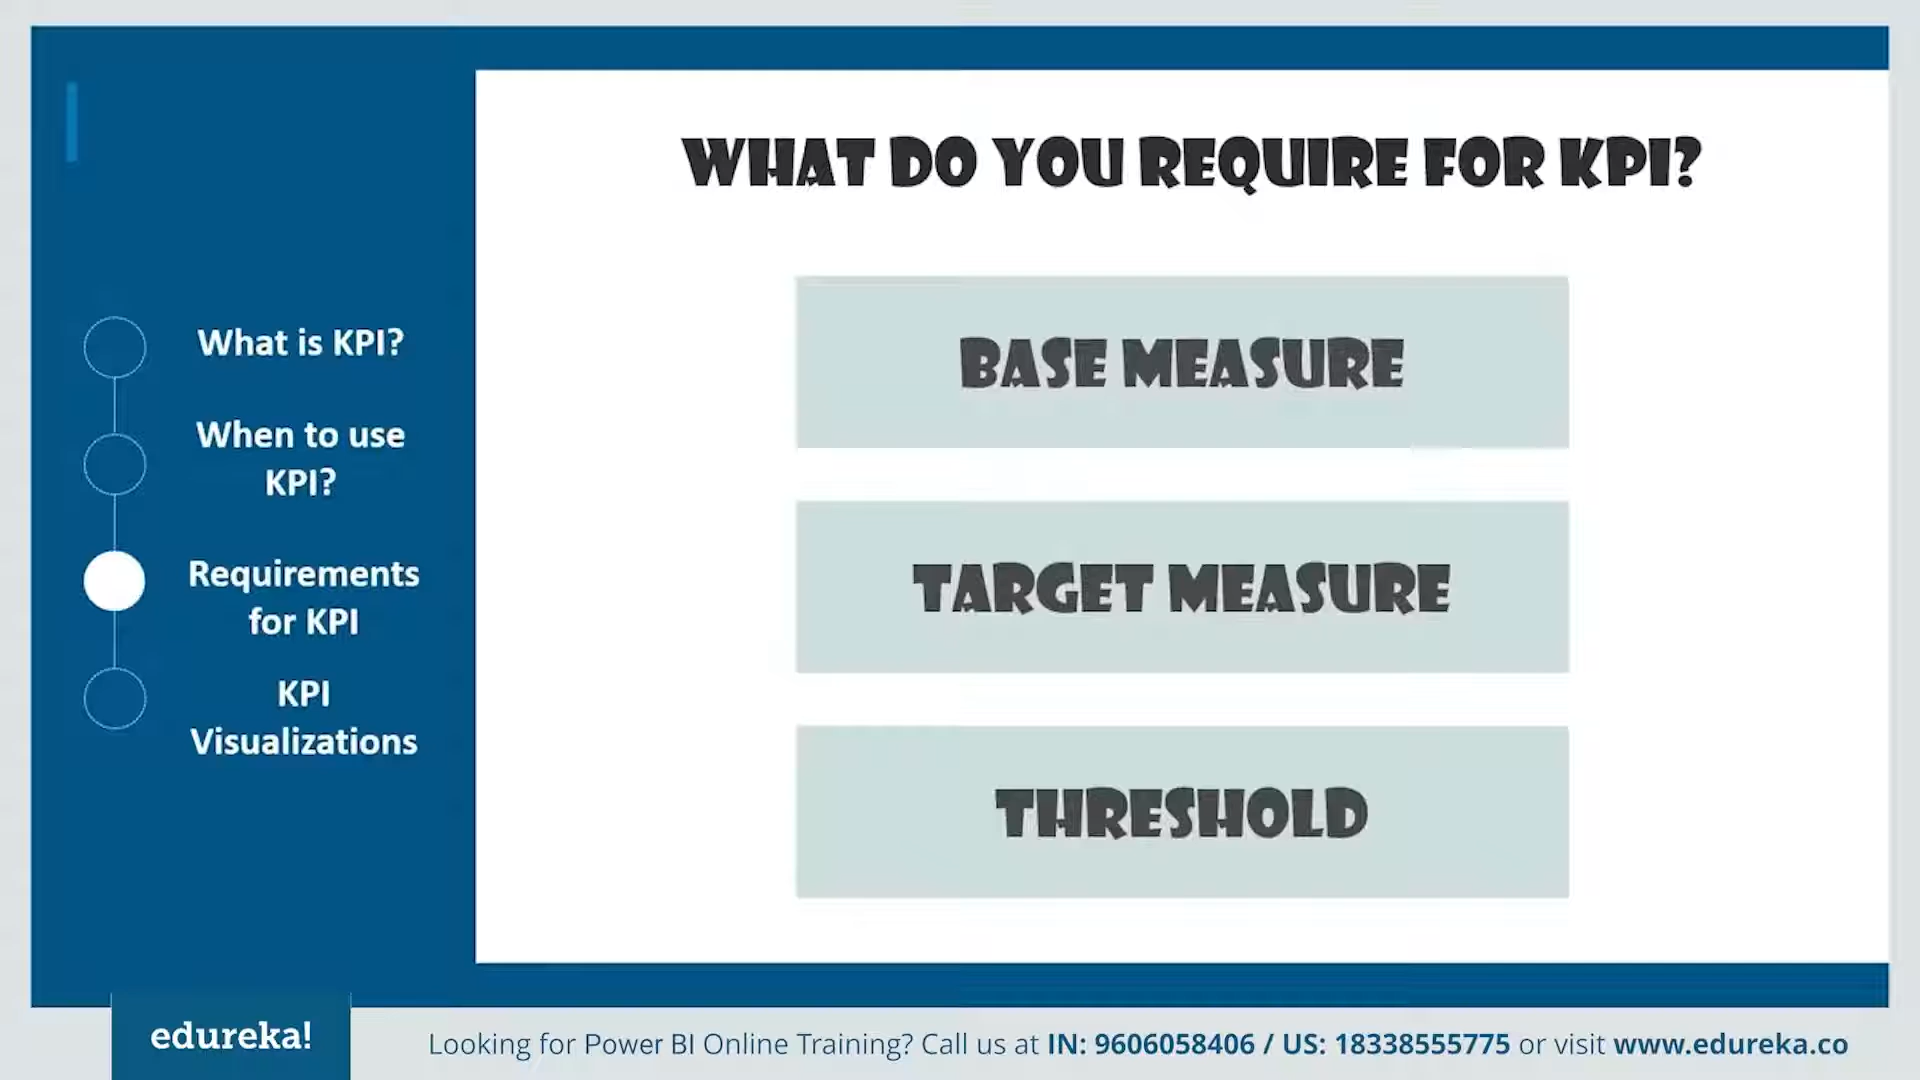 WHAT DO YOU REQUIRE FOR KPI?
What is KPI?
When to use
KPI?
Requirements
for KPI
KPI
Visualizations
BASE MEASURE
TARGET MEASURE
THRESHOLD
edureka!
Looking for Power BI Online Training? Call us at IN: 9606058406 / US: 18338555775 or visit www.edureka.co